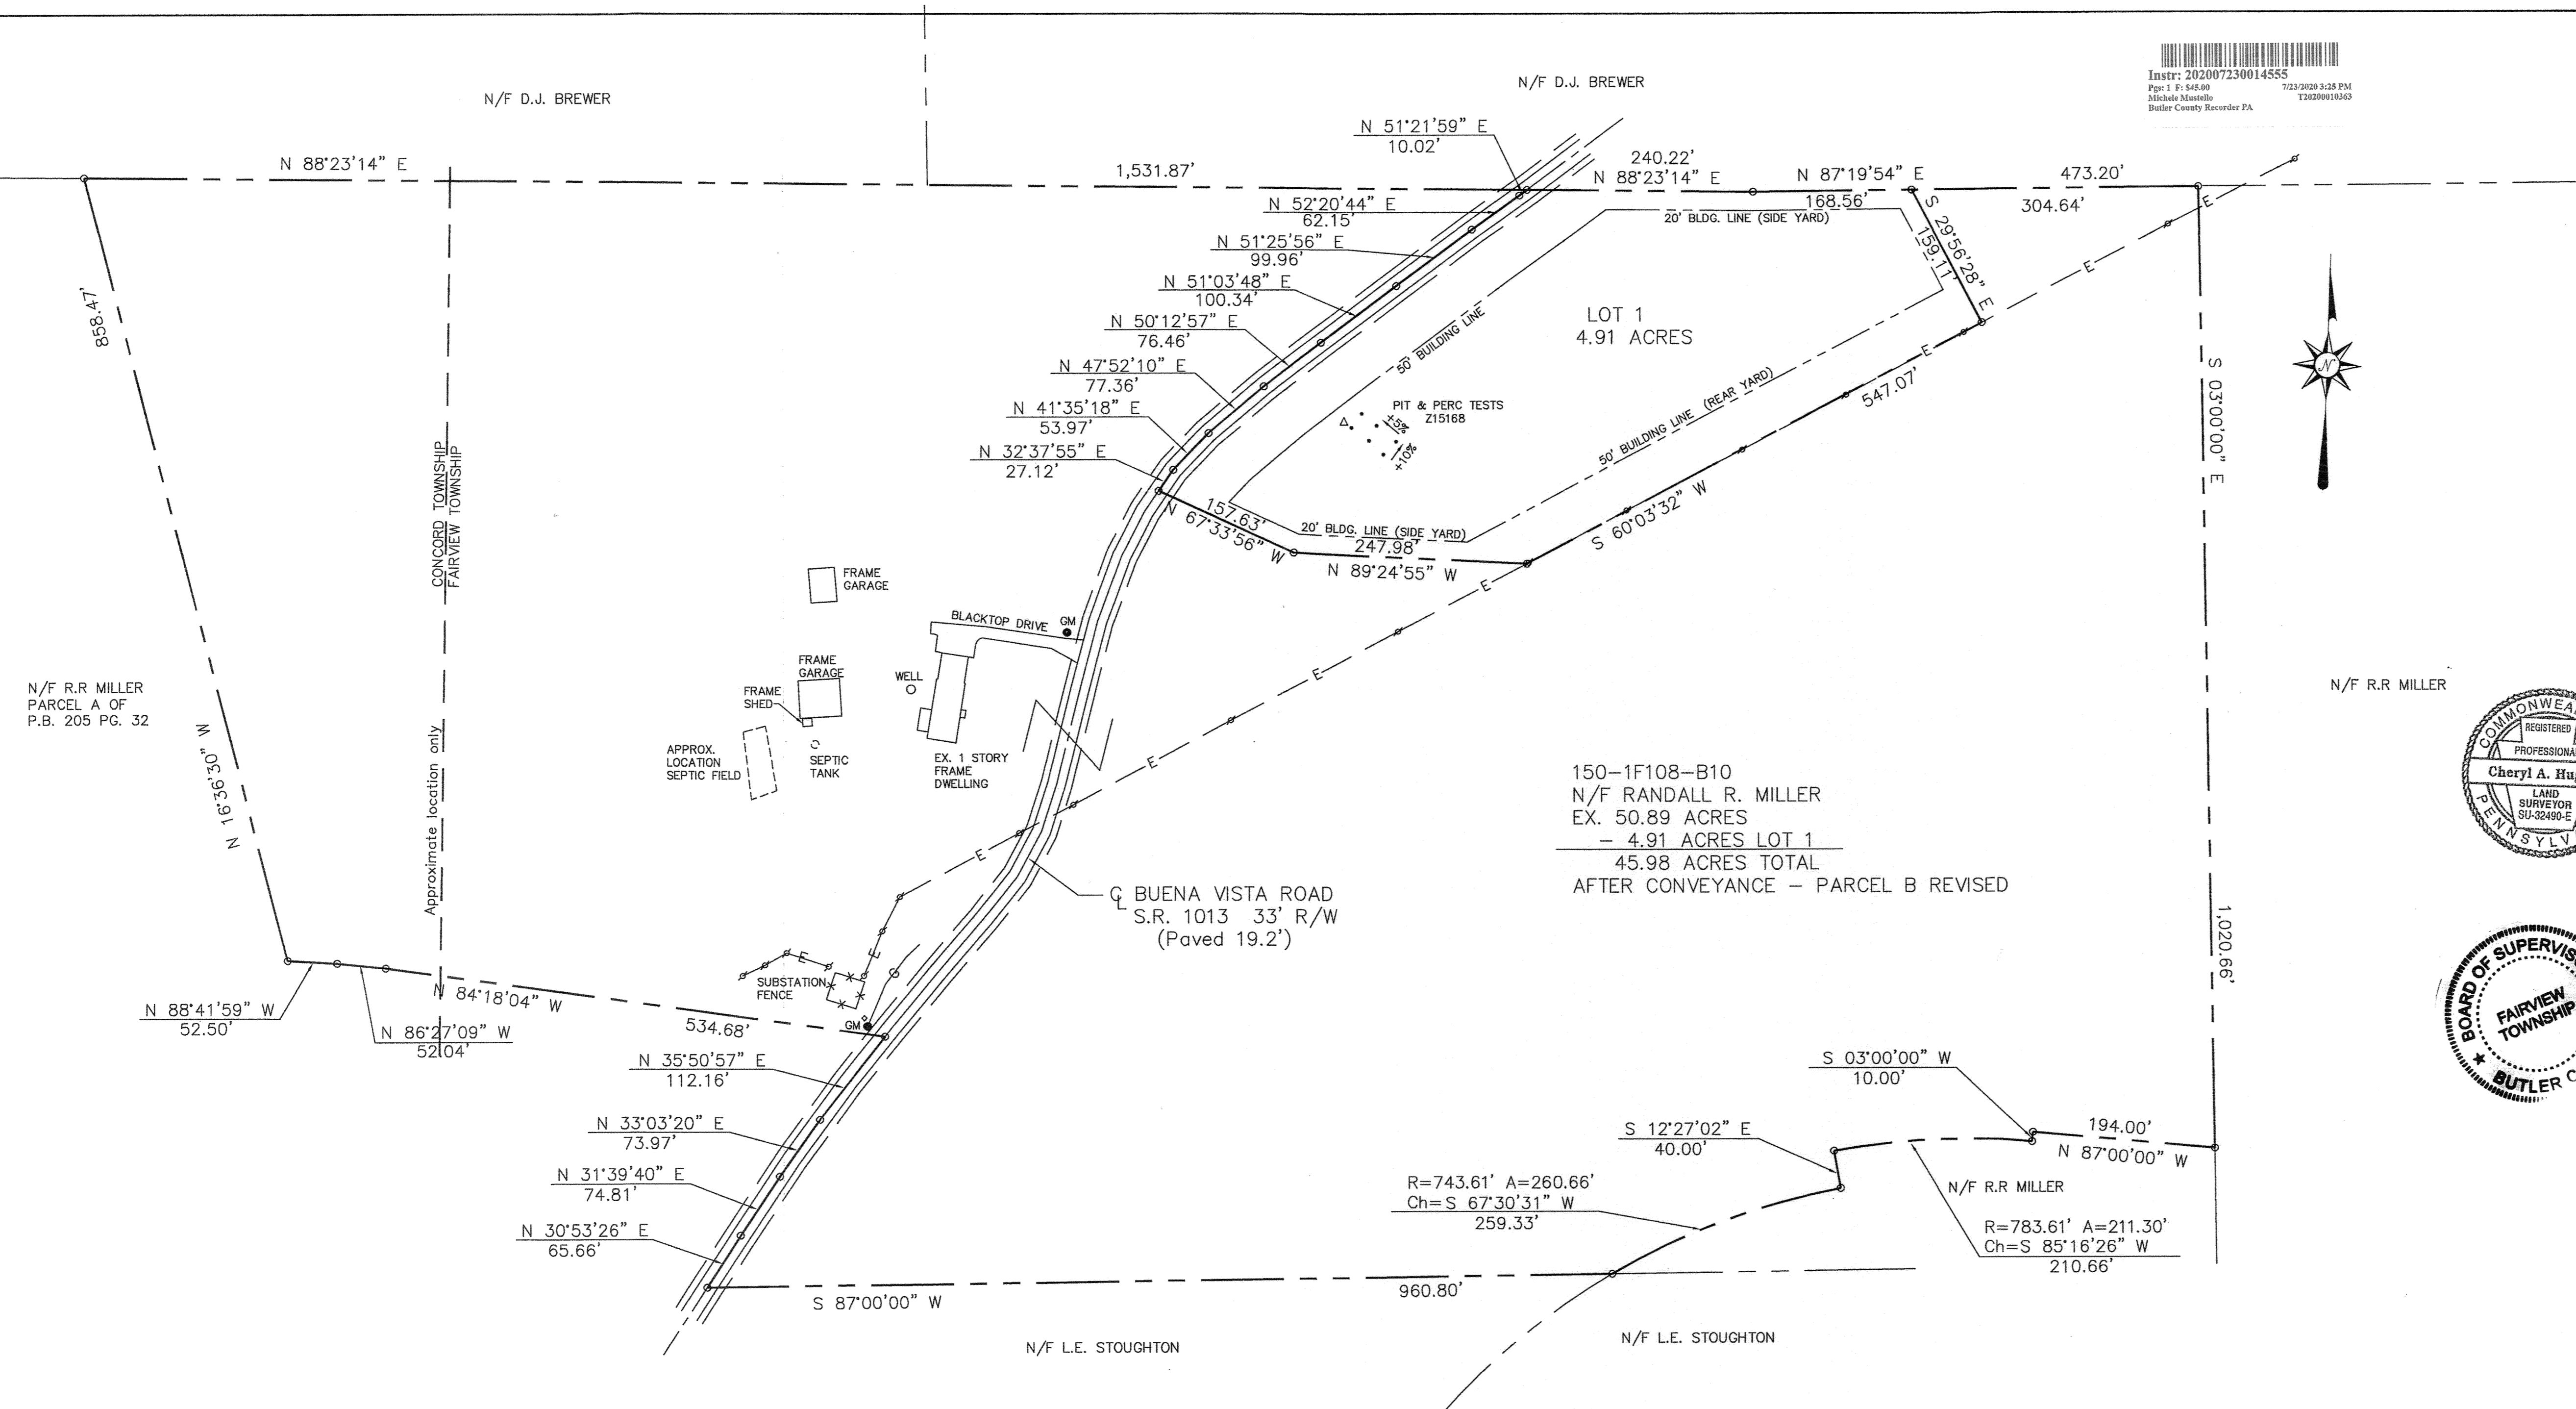 Instr: 202007230014555
Pgs: 1 F: $45.00 7/23/2020 3:25 PM
Michele Mustello T20200010363
Butler County Recorder PA
N/F D.J. BREWER
N/F D.J. BREWER
N 88°23'14" E
1,531.87'
N 51°21'59" E
10.02'
240.22'
N 88°23'14" E
N 87°19'54" E
168.56'
473.20'
304.64'
N 52°20'44" E
62.15'
20' BLDG. LINE (SIDE YARD)
S 29°56'28" E
159.11'
E
N 51°25'56" E
99.96'
E
N 51°03'48" E
100.34'
858.47'
LOT 1
4.91 ACRES
50' BUILDING LINE
N 50°12'57" E
76.46'
E
N 47°52'10" E
77.36'
547.07'
50' BUILDING LINE (REAR YARD)
S 03°00'00" E
N
N 41°35'18" E
53.97'
PIT & PERC TESTS
Z15168
+5%
+10%
N 32°37'55" E
27.12'
CONCORD TOWNSHIP
FAIRVIEW TOWNSHIP
157.63'
N 67°33'56" W
20' BLDG. LINE (SIDE YARD)
247.98'
N 89°24'55" W
S 60°03'32" W
E
FRAME
GARAGE
BLACKTOP DRIVE
GM
FRAME
GARAGE
WELL
E
N/F R.R MILLER
PARCEL A OF
P.B. 205 PG. 32
FRAME
SHED
N/F R.R MILLER
N 16°36'30" W
Approximate location only
APPROX.
LOCATION
SEPTIC FIELD
SEPTIC
TANK
EX. 1 STORY
FRAME
DWELLING
E
COMMONWEA
REGISTERED
PROFESSIONA
Cheryl A. Hu
LAND
SURVEYOR
SU-32490-E
PENNSYLV
150-1F108-B10
N/F RANDALL R. MILLER
EX. 50.89 ACRES
- 4.91 ACRES LOT 1
45.98 ACRES TOTAL
AFTER CONVEYANCE - PARCEL B REVISED
E
℄ BUENA VISTA ROAD
S.R. 1013 33' R/W
(Paved 19.2')
1,020.66'
E
E
G
SUBSTATION
FENCE
BOARD OF SUPERVIS
FAIRVIEW
TOWNSHIP
BUTLER C
N 84°18'04" W
534.68'
GM
N 88°41'59" W
52.50'
N 86°27'09" W
52.04'
N 35°50'57" E
112.16'
S 03°00'00" W
10.00'
N 33°03'20" E
73.97'
S 12°27'02" E
40.00'
194.00'
N 87°00'00" W
N 31°39'40" E
74.81'
R=743.61' A=260.66'
Ch=S 67°30'31" W
259.33'
N/F R.R MILLER
R=783.61' A=211.30'
Ch=S 85°16'26" W
210.66'
N 30°53'26" E
65.66'
S 87°00'00" W
960.80'
N/F L.E. STOUGHTON
N/F L.E. STOUGHTON